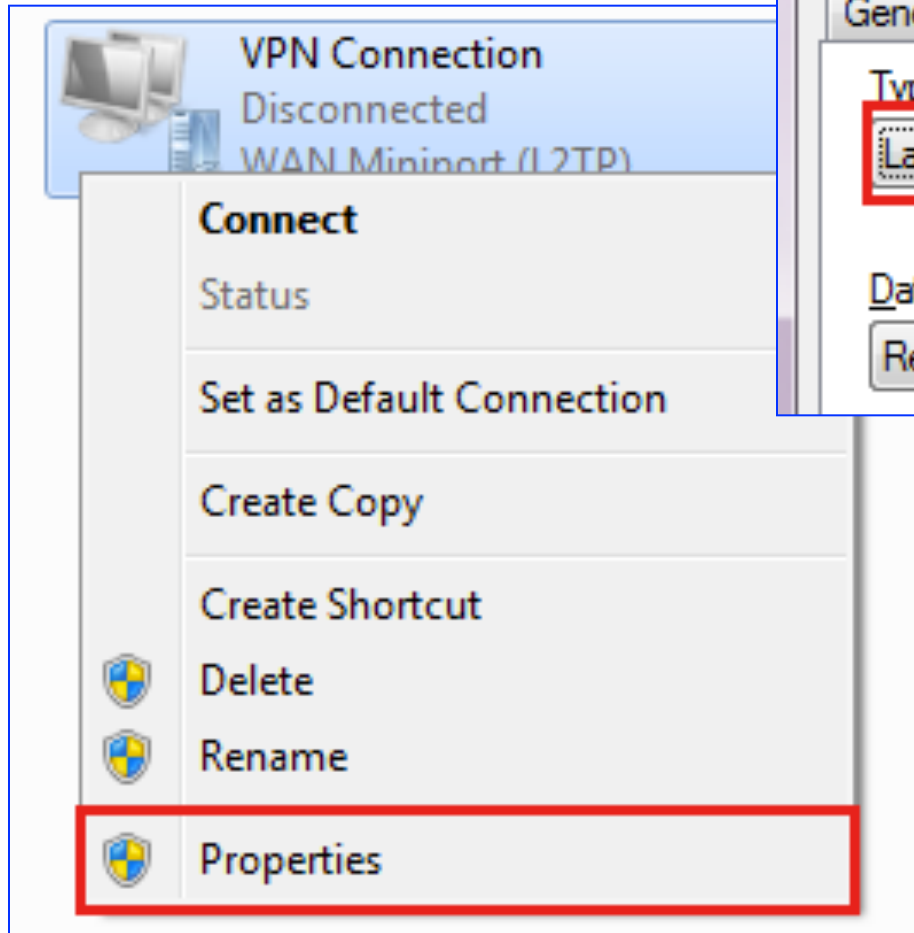 VPN Connection
Disconnected
WAN Miniport (L2TP)
Connect
Status
Set as Default Connection
Create Copy
Create Shortcut
Delete
Rename
Properties